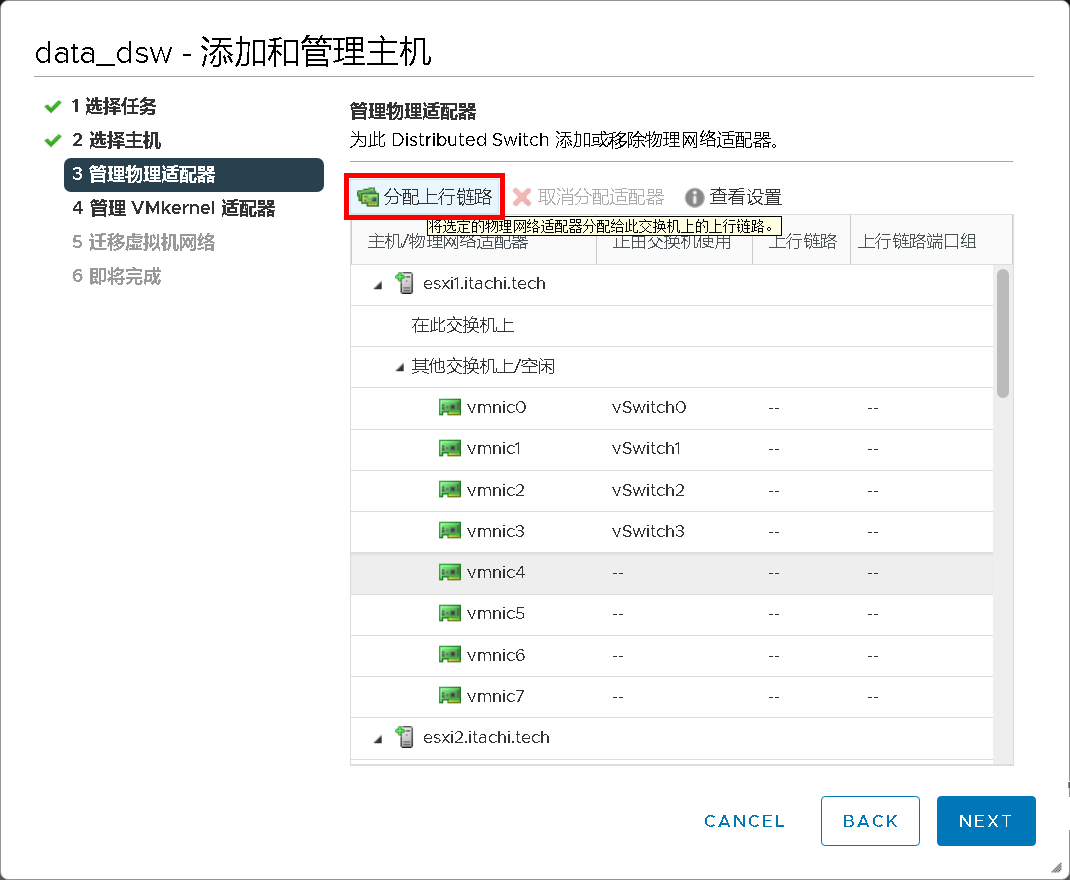 data_dsw - 添加和管理主机
1 选择任务
2 选择主机
3 管理物理适配器
4 管理 VMkernel 适配器
5 迁移虚拟机网络
6 即将完成
管理物理适配器
为此 Distributed Switch 添加或移除物理网络适配器。
分配上行链路 取消分配适配器 查看设置
将选定的物理网络适配器分配给此交换机上的上行链路。
主机/物理网络适配器 正由交换机使用 上行链路 上行链路端口组
esxi1.itachi.tech
在此交换机上
其他交换机上/空闲
vmnic0 vSwitch0 -- --
vmnic1 vSwitch1 -- --
vmnic2 vSwitch2 -- --
vmnic3 vSwitch3 -- --
vmnic4 -- -- --
vmnic5 -- -- --
vmnic6 -- -- --
vmnic7 -- -- --
esxi2.itachi.tech
CANCEL BACK NEXT